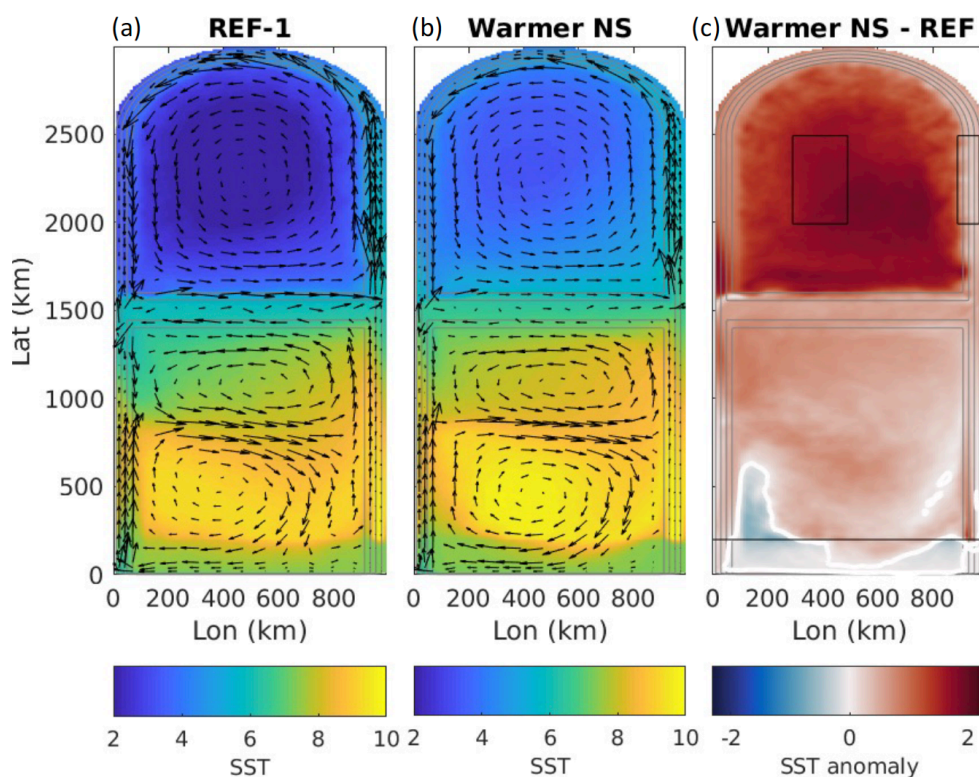 (a) REF-1
(b) Warmer NS
(c) Warmer NS - REF
2500
2000
1500
1000
500
0
Lat (km)
0 200 400 600 800
0 200 400 600 800
0 200 400 600 800
Lon (km)
Lon (km)
Lon (km)
2 4 6 8 10
2 4 6 8 10
-2 0 2
SST
SST
SST anomaly